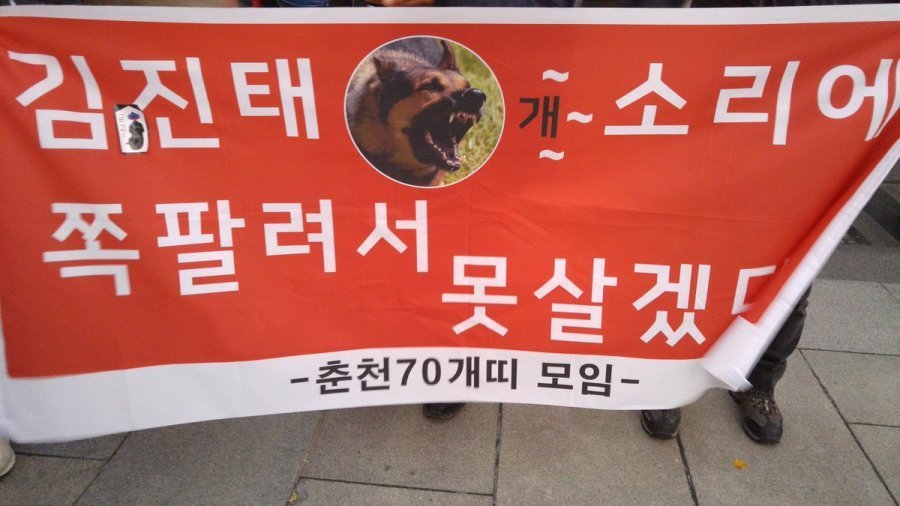 김진태 개~~~ 소리에
쪽팔려서
못살겠다
-춘천70개띠 모임-